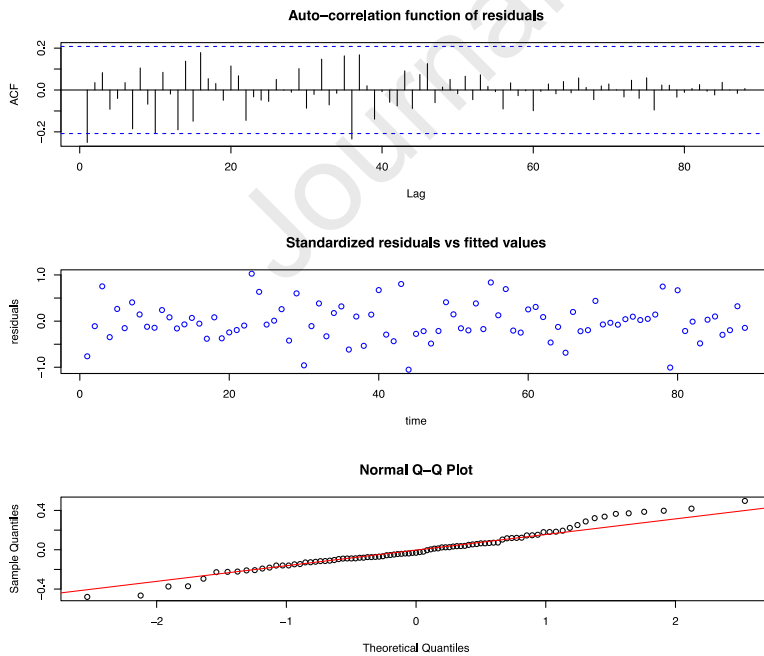 Auto−correlation function of residuals
ACF
0.2
0.0
−0.2
0 20 40 60 80
Lag
Journal
Standardized residuals vs fitted values
residuals
1.0
0.0
−1.0
0 20 40 60 80
time
Normal Q−Q Plot
Sample Quantiles
0.4
0.0
−0.4
−2 −1 0 1 2
Theoretical Quantiles